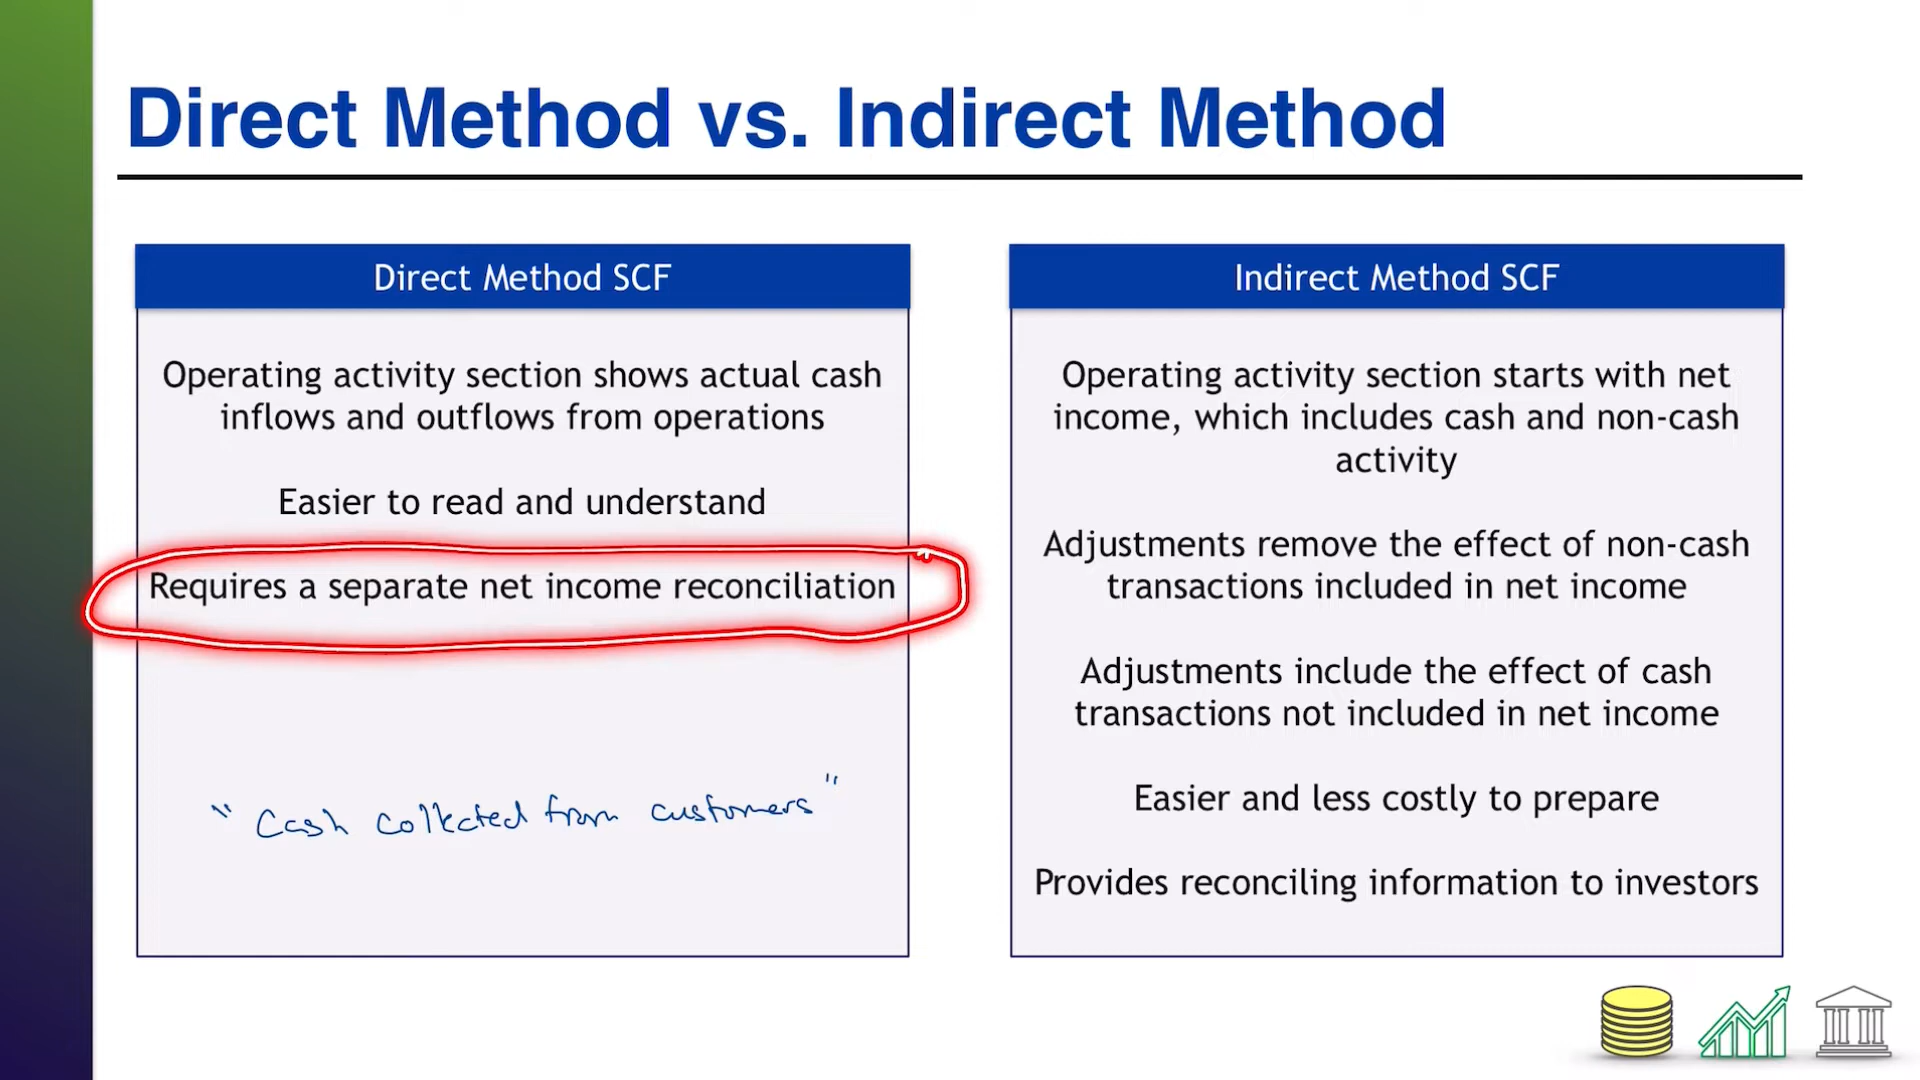 Direct Method vs. Indirect Method
Direct Method SCF
Operating activity section shows actual cash
inflows and outflows from operations
Easier to read and understand
Requires a separate net income reconciliation
" Cash collected from customers "
Indirect Method SCF
Operating activity section starts with net
income, which includes cash and non-cash
activity
Adjustments remove the effect of non-cash
transactions included in net income
Adjustments include the effect of cash
transactions not included in net income
Easier and less costly to prepare
Provides reconciling information to investors